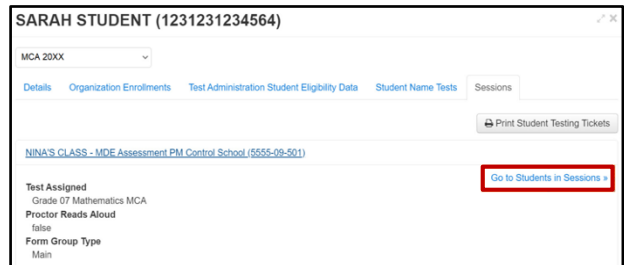 SARAH STUDENT (1231231234564)
MCA 20XX
Details Organization Enrollments Test Administration Student Eligibility Data Student Name Tests Sessions
Print Student Testing Tickets
NINA'S CLASS - MDE Assessment PM Control School (5555-09-501)
Go to Students in Sessions »
Test Assigned
Grade 07 Mathematics MCA
Proctor Reads Aloud
false
Form Group Type
Main